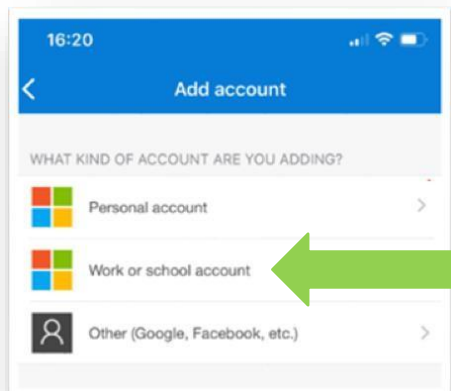 16:20
Add account
WHAT KIND OF ACCOUNT ARE YOU ADDING?
Personal account
Work or school account
Other (Google, Facebook, etc.)